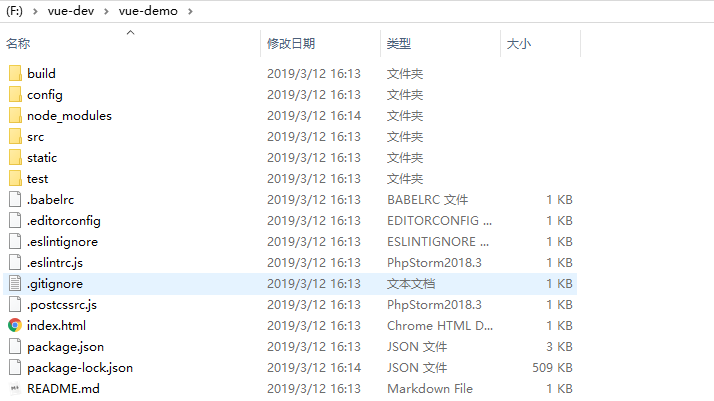 (F:) > vue-dev > vue-demo >
名称 修改日期 类型 大小
build 2019/3/12 16:13 文件夹
config 2019/3/12 16:13 文件夹
node_modules 2019/3/12 16:14 文件夹
src 2019/3/12 16:13 文件夹
static 2019/3/12 16:13 文件夹
test 2019/3/12 16:13 文件夹
.babelrc 2019/3/12 16:13 BABELRC 文件 1 KB
.editorconfig 2019/3/12 16:13 EDITORCONFIG ... 1 KB
.eslintignore 2019/3/12 16:13 ESLINTIGNORE ... 1 KB
.eslintrc.js 2019/3/12 16:13 PhpStorm2018.3 1 KB
.gitignore 2019/3/12 16:13 文本文档 1 KB
.postcssrc.js 2019/3/12 16:13 PhpStorm2018.3 1 KB
index.html 2019/3/12 16:13 Chrome HTML D... 1 KB
package.json 2019/3/12 16:13 JSON 文件 3 KB
package-lock.json 2019/3/12 16:14 JSON 文件 509 KB
README.md 2019/3/12 16:13 Markdown File 1 KB